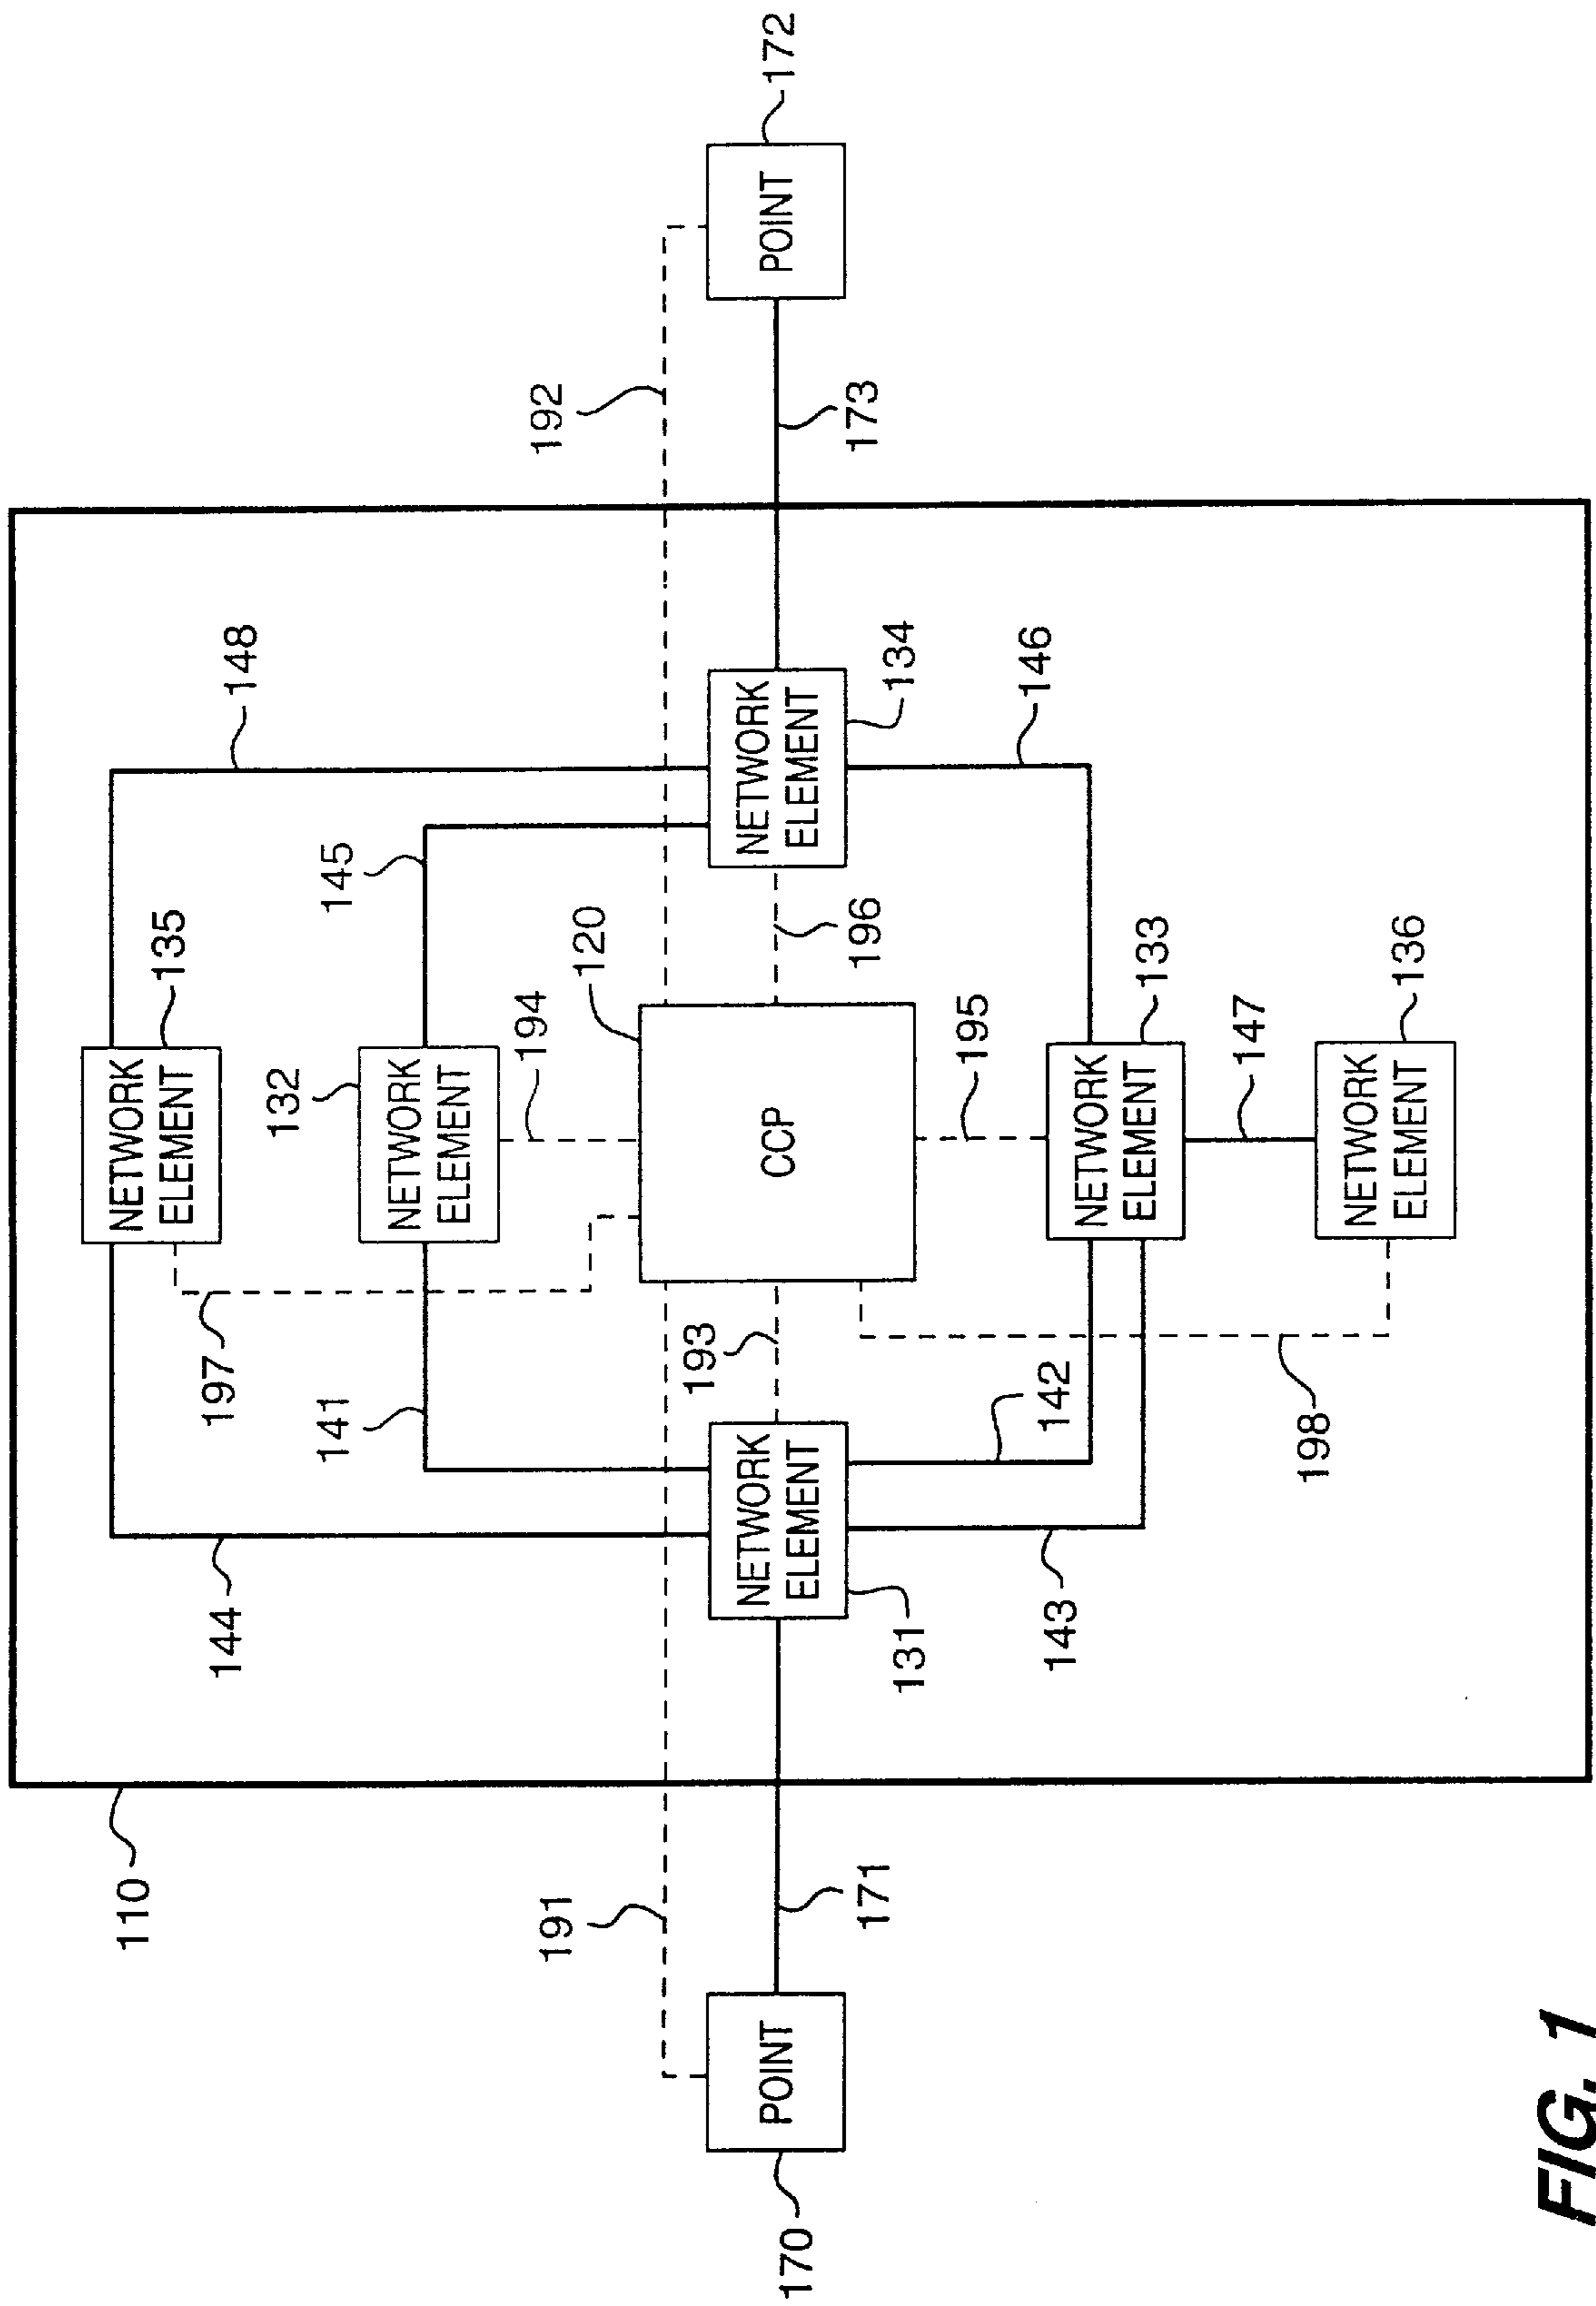 110
144
148
NETWORK
ELEMENT
135
197
141
132
145
NETWORK
ELEMENT
194
120
191
192
193
CCP
196
POINT
170
171
NETWORK
ELEMENT
131
NETWORK
ELEMENT
134
173
POINT
172
142
143
195
146
NETWORK
ELEMENT
133
147
198
NETWORK
ELEMENT
136
FIG. 1